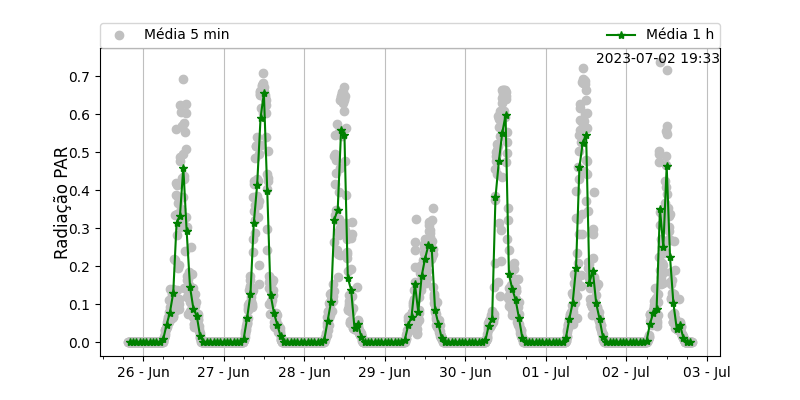 Média 5 min
Média 1 h
2023-07-02 19:33
Radiação PAR
0.7
0.6
0.5
0.4
0.3
0.2
0.1
0.0
26 - Jun
27 - Jun
28 - Jun
29 - Jun
30 - Jun
01 - Jul
02 - Jul
03 - Jul